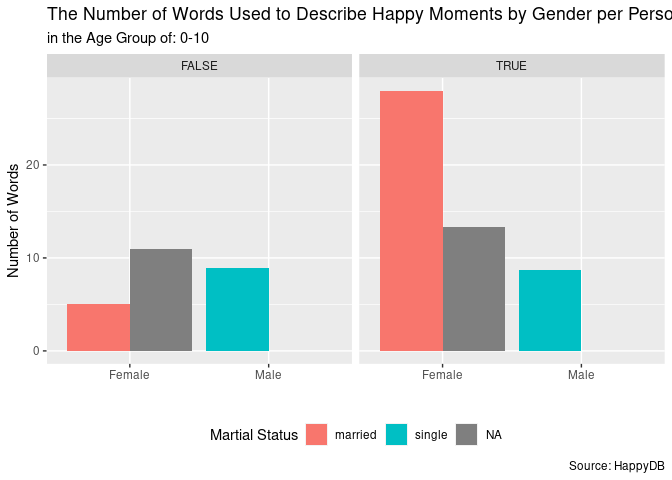 The Number of Words Used to Describe Happy Moments by Gender per Perso
in the Age Group of: 0-10
FALSE
TRUE
Number of Words
20
10
0
Female
Male
Female
Male
Martial Status
married
single
NA
Source: HappyDB